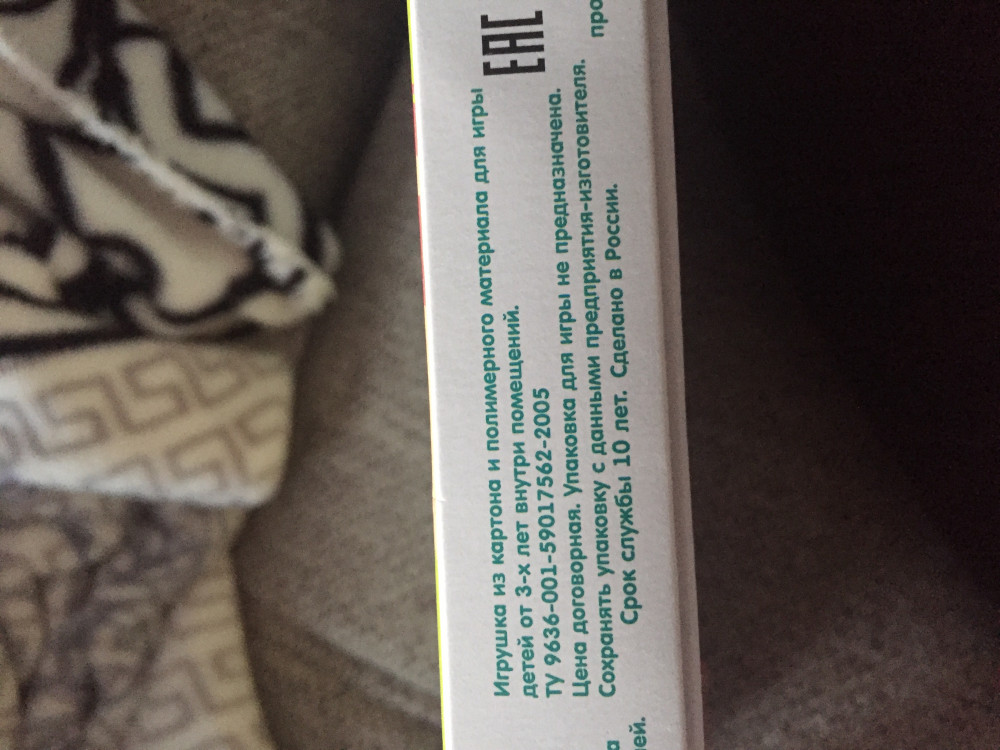 Игрушка из картона и полимерного материала для игры
детей от 3-х лет внутри помещений.
ТУ 9636-001-59017562-2005
Цена договорная. Упаковка для игры не предназначена.
Сохранять упаковку с данными предприятия-изготовителя.
Срок службы 10 лет. Сделано в России.
ЕАС